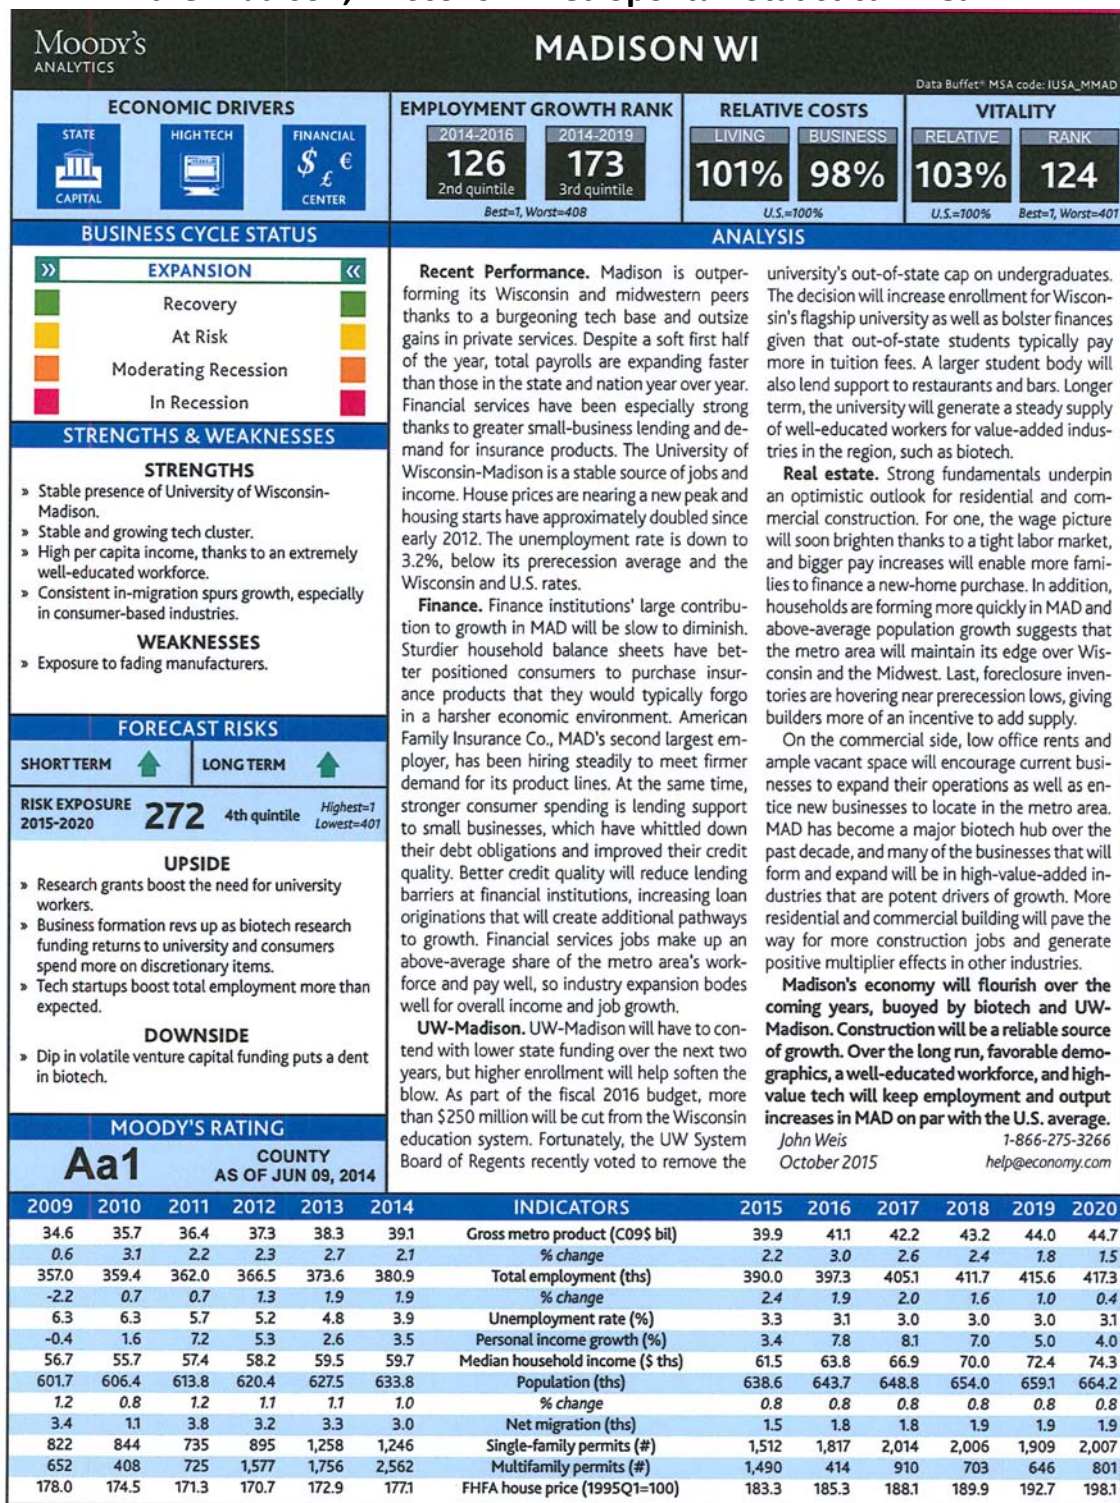 MOODY'S
ANALYTICS
MADISON WI
Data Buffet® MSA code: IUSA_MMAD
ECONOMIC DRIVERS
STATE
CAPITAL
HIGH TECH
FINANCIAL
$ £ €
CENTER
EMPLOYMENT GROWTH RANK
2014-2016 2014-2019
126 173
2nd quintile 3rd quintile
Best=1, Worst=408
RELATIVE COSTS
LIVING BUSINESS
101% 98%
U.S.=100%
VITALITY
RELATIVE RANK
103% 124
U.S.=100% Best=1, Worst=401
BUSINESS CYCLE STATUS
» EXPANSION «
Recovery
At Risk
Moderating Recession
In Recession
STRENGTHS & WEAKNESSES
STRENGTHS
» Stable presence of University of Wisconsin-
Madison.
» Stable and growing tech cluster.
» High per capita income, thanks to an extremely
well-educated workforce.
» Consistent in-migration spurs growth, especially
in consumer-based industries.
WEAKNESSES
» Exposure to fading manufacturers.
FORECAST RISKS
SHORT TERM LONG TERM
RISK EXPOSURE
2015-2020
272 4th quintile
Highest=1
Lowest=401
UPSIDE
» Research grants boost the need for university
workers.
» Business formation revs up as biotech research
funding returns to university and consumers
spend more on discretionary items.
» Tech startups boost total employment more than
expected.
DOWNSIDE
» Dip in volatile venture capital funding puts a dent
in biotech.
MOODY'S RATING
Aa1
COUNTY
AS OF JUN 09, 2014
ANALYSIS
Recent Performance. Madison is outper-
forming its Wisconsin and midwestern peers
thanks to a burgeoning tech base and outsize
gains in private services. Despite a soft first half
of the year, total payrolls are expanding faster
than those in the state and nation year over year.
Financial services have been especially strong
thanks to greater small-business lending and de-
mand for insurance products. The University of
Wisconsin-Madison is a stable source of jobs and
income. House prices are nearing a new peak and
housing starts have approximately doubled since
early 2012. The unemployment rate is down to
3.2%, below its prerecession average and the
Wisconsin and U.S. rates.
Finance. Finance institutions' large contribu-
tion to growth in MAD will be slow to diminish.
Sturdier household balance sheets have bet-
ter positioned consumers to purchase insur-
ance products that they would typically forgo
in a harsher economic environment. American
Family Insurance Co., MAD's second largest em-
ployer, has been hiring steadily to meet firmer
demand for its product lines. At the same time,
stronger consumer spending is lending support
to small businesses, which have whittled down
their debt obligations and improved their credit
quality. Better credit quality will reduce lending
barriers at financial institutions, increasing loan
originations that will create additional pathways
to growth. Financial services jobs make up an
above-average share of the metro area's work-
force and pay well, so industry expansion bodes
well for overall income and job growth.
UW-Madison. UW-Madison will have to con-
tend with lower state funding over the next two
years, but higher enrollment will help soften the
blow. As part of the fiscal 2016 budget, more
than $250 million will be cut from the Wisconsin
education system. Fortunately, the UW System
Board of Regents recently voted to remove the
university's out-of-state cap on undergraduates.
The decision will increase enrollment for Wiscon-
sin's flagship university as well as bolster finances
given that out-of-state students typically pay
more in tuition fees. A larger student body will
also lend support to restaurants and bars. Longer
term, the university will generate a steady supply
of well-educated workers for value-added indus-
tries in the region, such as biotech.
Real estate. Strong fundamentals underpin
an optimistic outlook for residential and com-
mercial construction. For one, the wage picture
will soon brighten thanks to a tight labor market,
and bigger pay increases will enable more fami-
lies to finance a new-home purchase. In addition,
households are forming more quickly in MAD and
above-average population growth suggests that
the metro area will maintain its edge over Wis-
consin and the Midwest. Last, foreclosure inven-
tories are hovering near prerecession lows, giving
builders more of an incentive to add supply.
On the commercial side, low office rents and
ample vacant space will encourage current busi-
nesses to expand their operations as well as en-
tice new businesses to locate in the metro area.
MAD has become a major biotech hub over the
past decade, and many of the businesses that will
form and expand will be in high-value-added in-
dustries that are potent drivers of growth. More
residential and commercial building will pave the
way for more construction jobs and generate
positive multiplier effects in other industries.
Madison's economy will flourish over the
coming years, buoyed by biotech and UW-
Madison. Construction will be a reliable source
of growth. Over the long run, favorable demo-
graphics, a well-educated workforce, and high-
value tech will keep employment and output
increases in MAD on par with the U.S. average.
John Weis 1-866-275-3266
October 2015 help@economy.com
2009 2010 2011 2012 2013 2014 INDICATORS 2015 2016 2017 2018 2019 2020
34.6 35.7 36.4 37.3 38.3 39.1 Gross metro product (C09$ bil) 39.9 41.1 42.2 43.2 44.0 44.7
0.6 3.1 2.2 2.3 2.7 2.1 % change 2.2 3.0 2.6 2.4 1.8 1.5
357.0 359.4 362.0 366.5 373.6 380.9 Total employment (ths) 390.0 397.3 405.1 411.7 415.6 417.3
-2.2 0.7 0.7 1.3 1.9 1.9 % change 2.4 1.9 2.0 1.6 1.0 0.4
6.3 6.3 5.7 5.2 4.8 3.9 Unemployment rate (%) 3.3 3.1 3.0 3.0 3.0 3.1
-0.4 1.6 7.2 5.3 2.6 3.5 Personal income growth (%) 3.4 7.8 8.1 7.0 5.0 4.0
56.7 55.7 57.4 58.2 59.5 59.7 Median household income ($ ths) 61.5 63.8 66.9 70.0 72.4 74.3
601.7 606.4 613.8 620.4 627.5 633.8 Population (ths) 638.6 643.7 648.8 654.0 659.1 664.2
1.2 0.8 1.2 1.1 1.1 1.0 % change 0.8 0.8 0.8 0.8 0.8 0.8
3.4 1.1 3.8 3.2 3.3 3.0 Net migration (ths) 1.5 1.8 1.8 1.9 1.9 1.9
822 844 735 895 1,258 1,246 Single-family permits (#) 1,512 1,817 2,014 2,006 1,909 2,007
652 408 725 1,577 1,756 2,562 Multifamily permits (#) 1,490 414 910 703 646 801
178.0 174.5 171.3 170.7 172.9 177.1 FHFA house price (1995Q1=100) 183.3 185.3 188.1 189.9 192.7 198.1